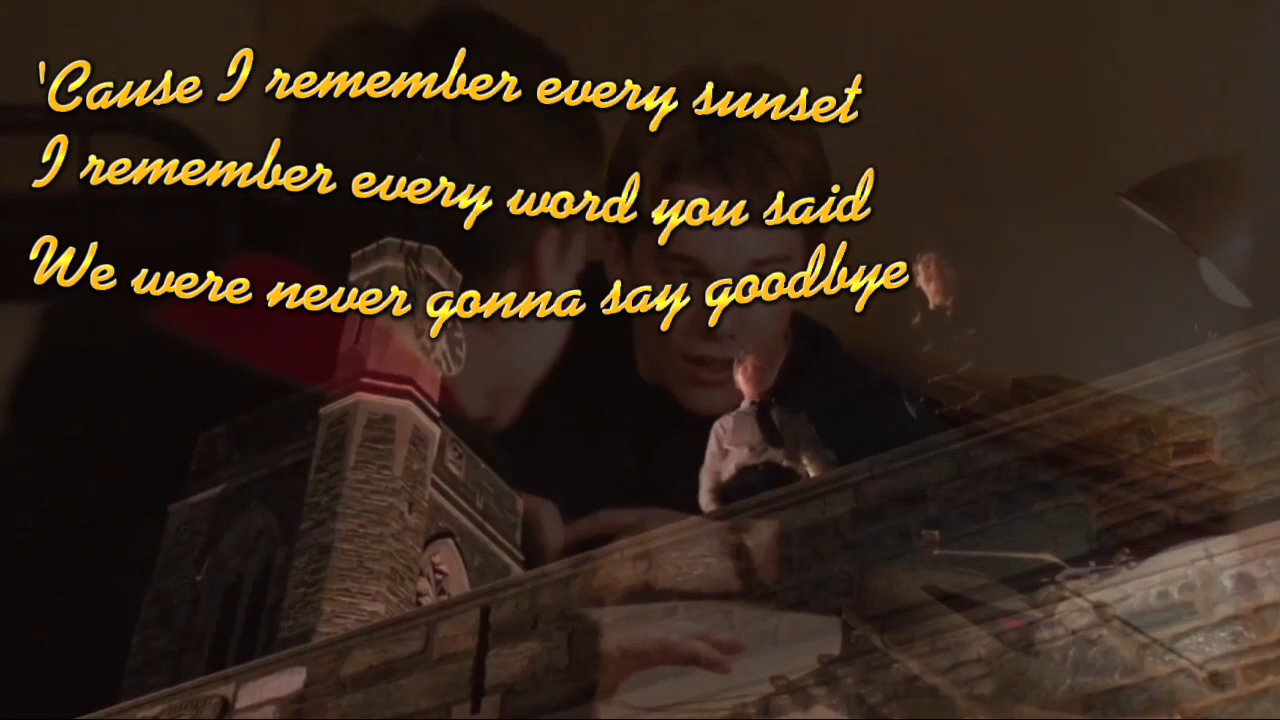 'Cause I remember every sunset
I remember every word you said
We were never gonna say goodbye